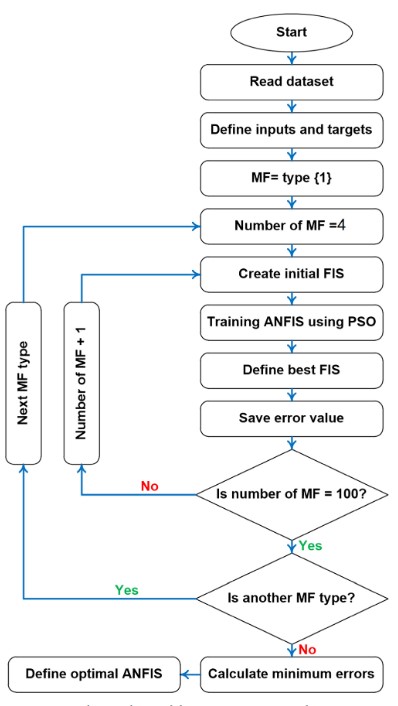 Start
Read dataset
Define inputs and targets
MF= type {1}
Number of MF =4
Create initial FIS
Training ANFIS using PSO
Define best FIS
Save error value
Next MF type
Number of MF + 1
Is number of MF = 100?
No
Yes
Is another MF type?
Yes
No
Define optimal ANFIS
Calculate minimum errors